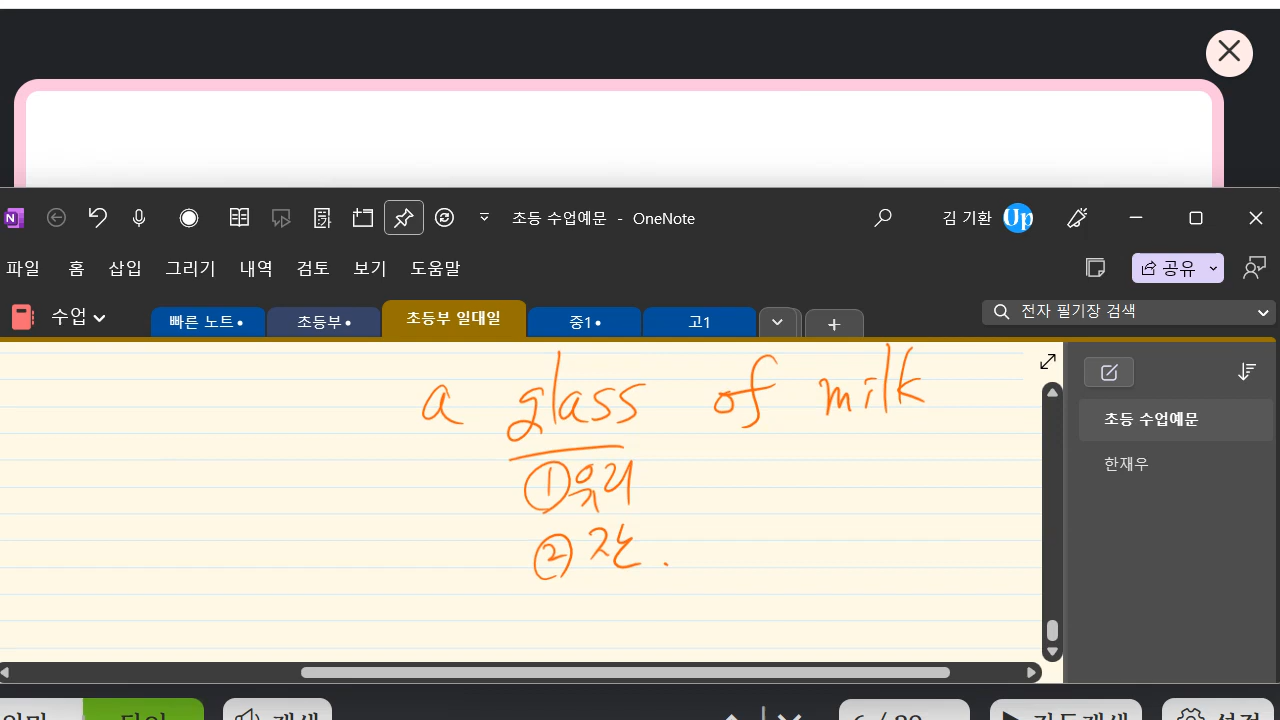 초등 수업예문 - OneNote
김 기환
Up
파일 홈 삽입 그리기 내역 검토 보기 도움말
공유
수업
빠른 노트•
초등부•
초등부 일대일
중1•
고1
+
전자 필기장 검색
a glass of milk
① 유리
② 잔.
초등 수업예문
한재우